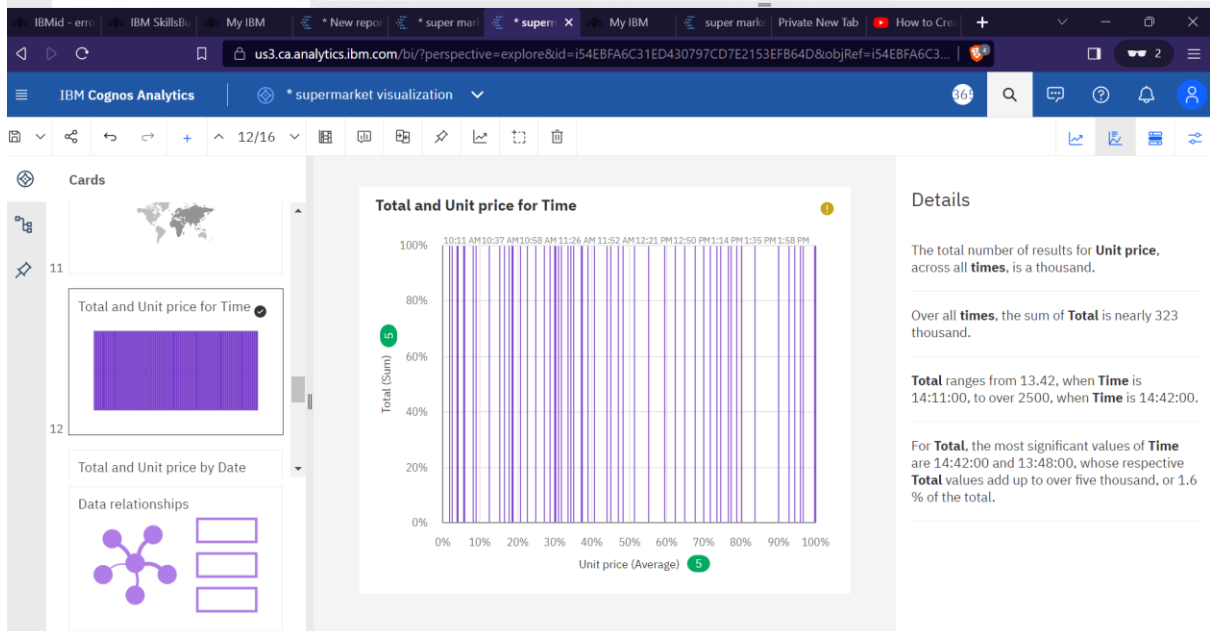 IBMid - erro
IBM SkillsBu
My IBM
* New repor
* super mark
* superm
My IBM
super marke
Private New Tab
How to Cre
us3.ca.analytics.ibm.com/bi/?perspective=explore&id=i54EBFA6C31ED430797CD7E2153EFB64D&objRef=i54EBFA6C3...
4
2
IBM Cognos Analytics
* supermarket visualization
365
12/16
Cards
11
Total and Unit price for Time
12
Total and Unit price by Date
Data relationships
Total and Unit price for Time
10:11 AM 10:37 AM 10:58 AM 11:26 AM 11:52 AM 12:21 PM 12:50 PM 1:14 PM 1:35 PM 1:58 PM
100%
80%
60%
40%
20%
0%
Total (Sum) 5
0% 10% 20% 30% 40% 50% 60% 70% 80% 90% 100%
Unit price (Average) 5
Details
The total number of results for Unit price,
across all times, is a thousand.
Over all times, the sum of Total is nearly 323
thousand.
Total ranges from 13.42, when Time is
14:11:00, to over 2500, when Time is 14:42:00.
For Total, the most significant values of Time
are 14:42:00 and 13:48:00, whose respective
Total values add up to over five thousand, or 1.6
% of the total.